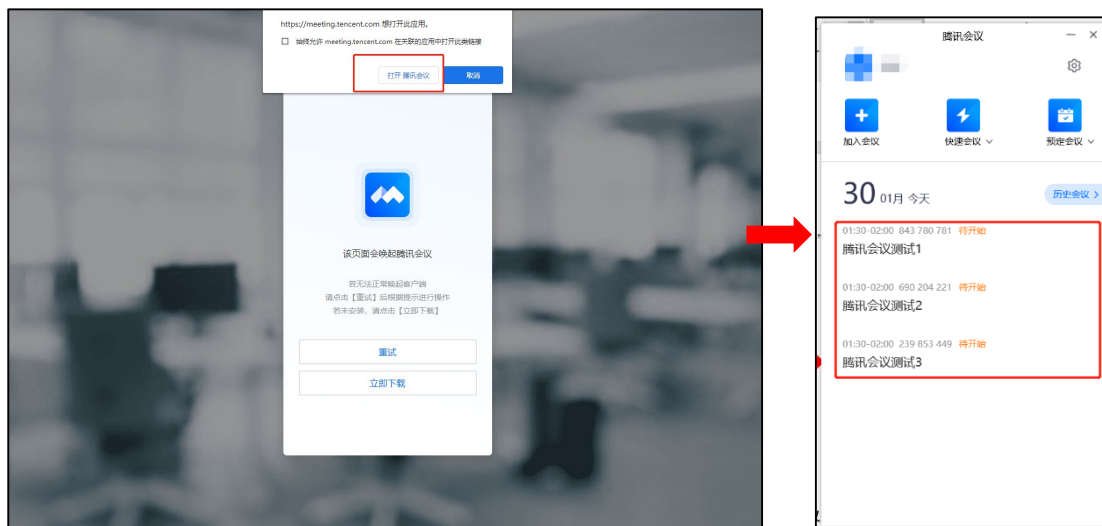 https://meeting.tencent.com 想打开此应用。
始终允许 meeting.tencent.com 在关联的应用中打开此类链接
打开 腾讯会议
取消
该页面会唤起腾讯会议
若无法正常唤起客户端
请点击【重试】后根据提示进行操作
若未安装，请点击【立即下载】
重试
立即下载
腾讯会议
加入会议
快速会议
预定会议
30 01月 今天
历史会议 >
01:30-02:00 843 780 781 待开始
腾讯会议测试1
01:30-02:00 690 204 221 待开始
腾讯会议测试2
01:30-02:00 239 853 449 待开始
腾讯会议测试3